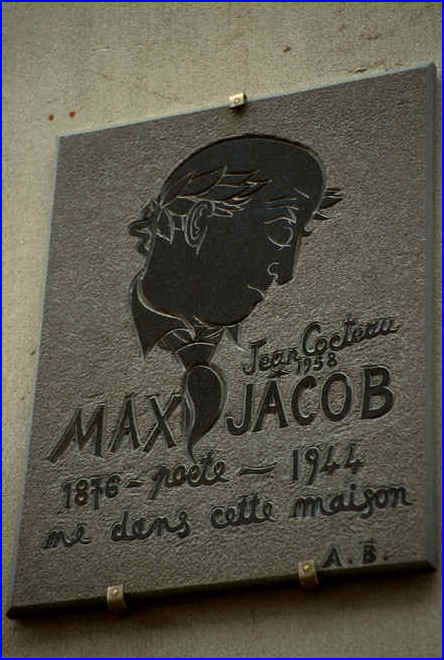 Jean Cocteau
1958
MAX JACOB
1876 - poète - 1944
né dans cette maison
A. B.